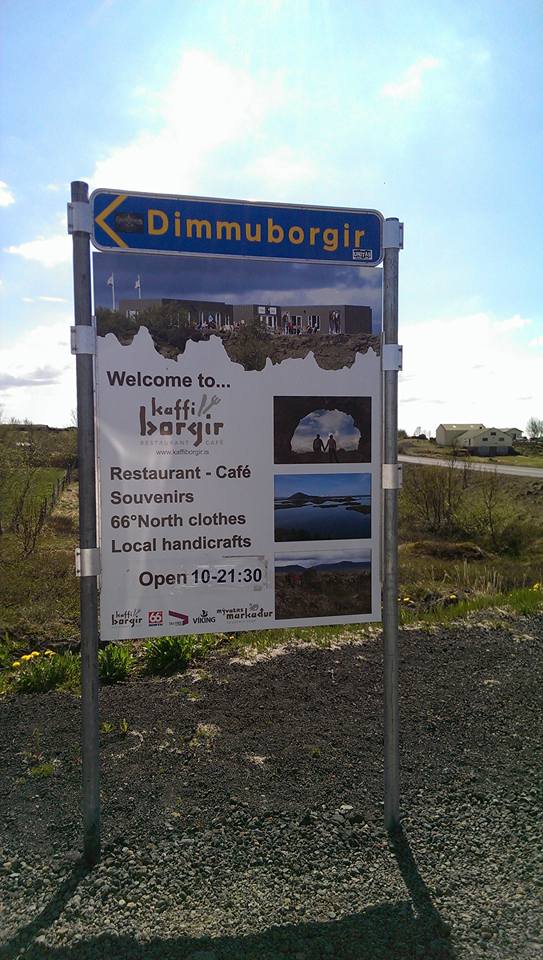 Dimmuborgir
Welcome to...
kaffi
borgir
RESTAURANT CAFÉ
www.kaffiborgir.is
Restaurant - Café
Souvenirs
66°North clothes
Local handicrafts
Open 10-21:30
kaffi
borgir
66
VÍKING
mývatns
markaður